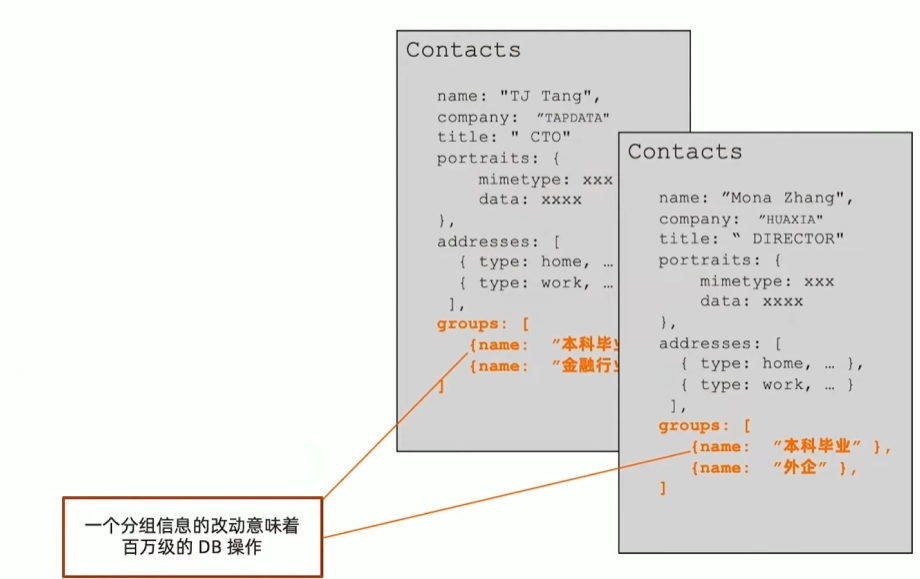 Contacts
name: "TJ Tang",
company: "TAPDATA"
title: " CTO"
portraits: {
mimetype: xxx
data: xxxx
},
addresses: [
{ type: home, …
{ type: work, …
],
groups: [
{name: "本科毕业
{name: "金融行业
]
Contacts
name: "Mona Zhang",
company: "HUAXIA"
title: “ DIRECTOR"
portraits: {
mimetype: xxx
data: xxxx
},
addresses: [
{ type: home, … },
{ type: work, … }
],
groups: [
{name: "本科毕业" },
{name: "外企" },
]
一个分组信息的改动意味着
百万级的 DB 操作